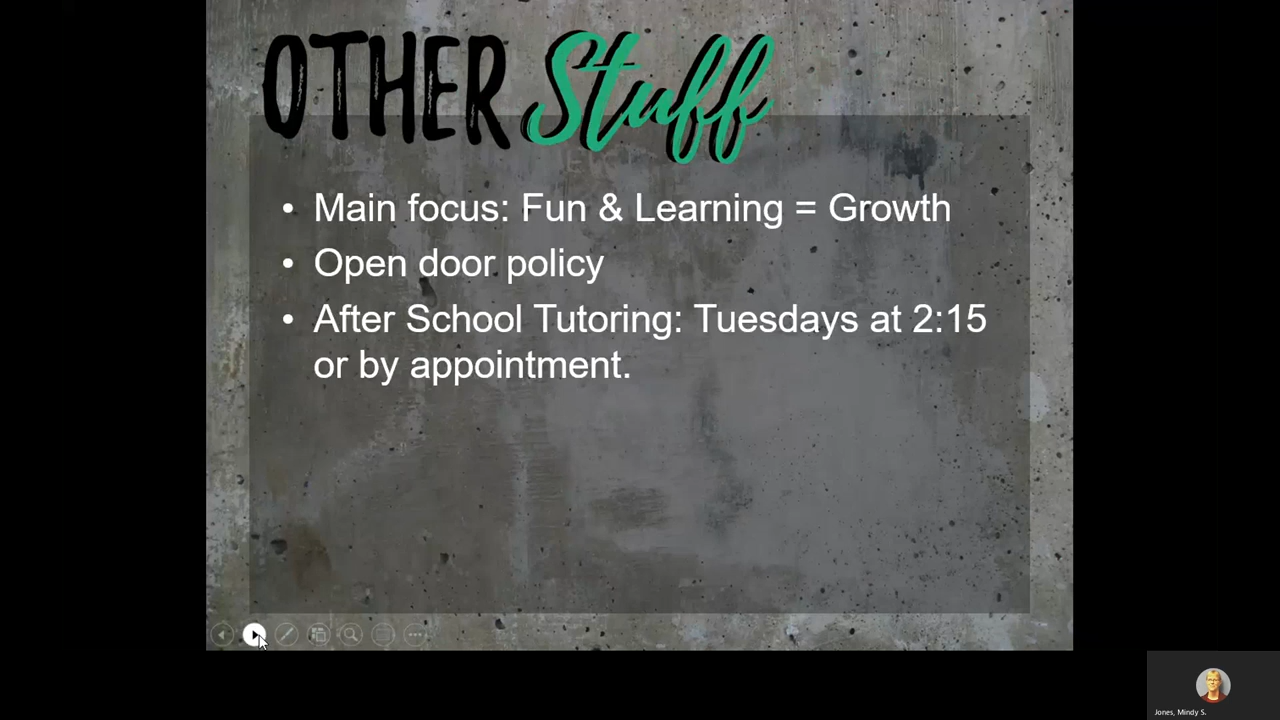 OTHER Stuff
• Main focus: Fun & Learning = Growth
• Open door policy
• After School Tutoring: Tuesdays at 2:15
or by appointment.
Jones, Mindy S.